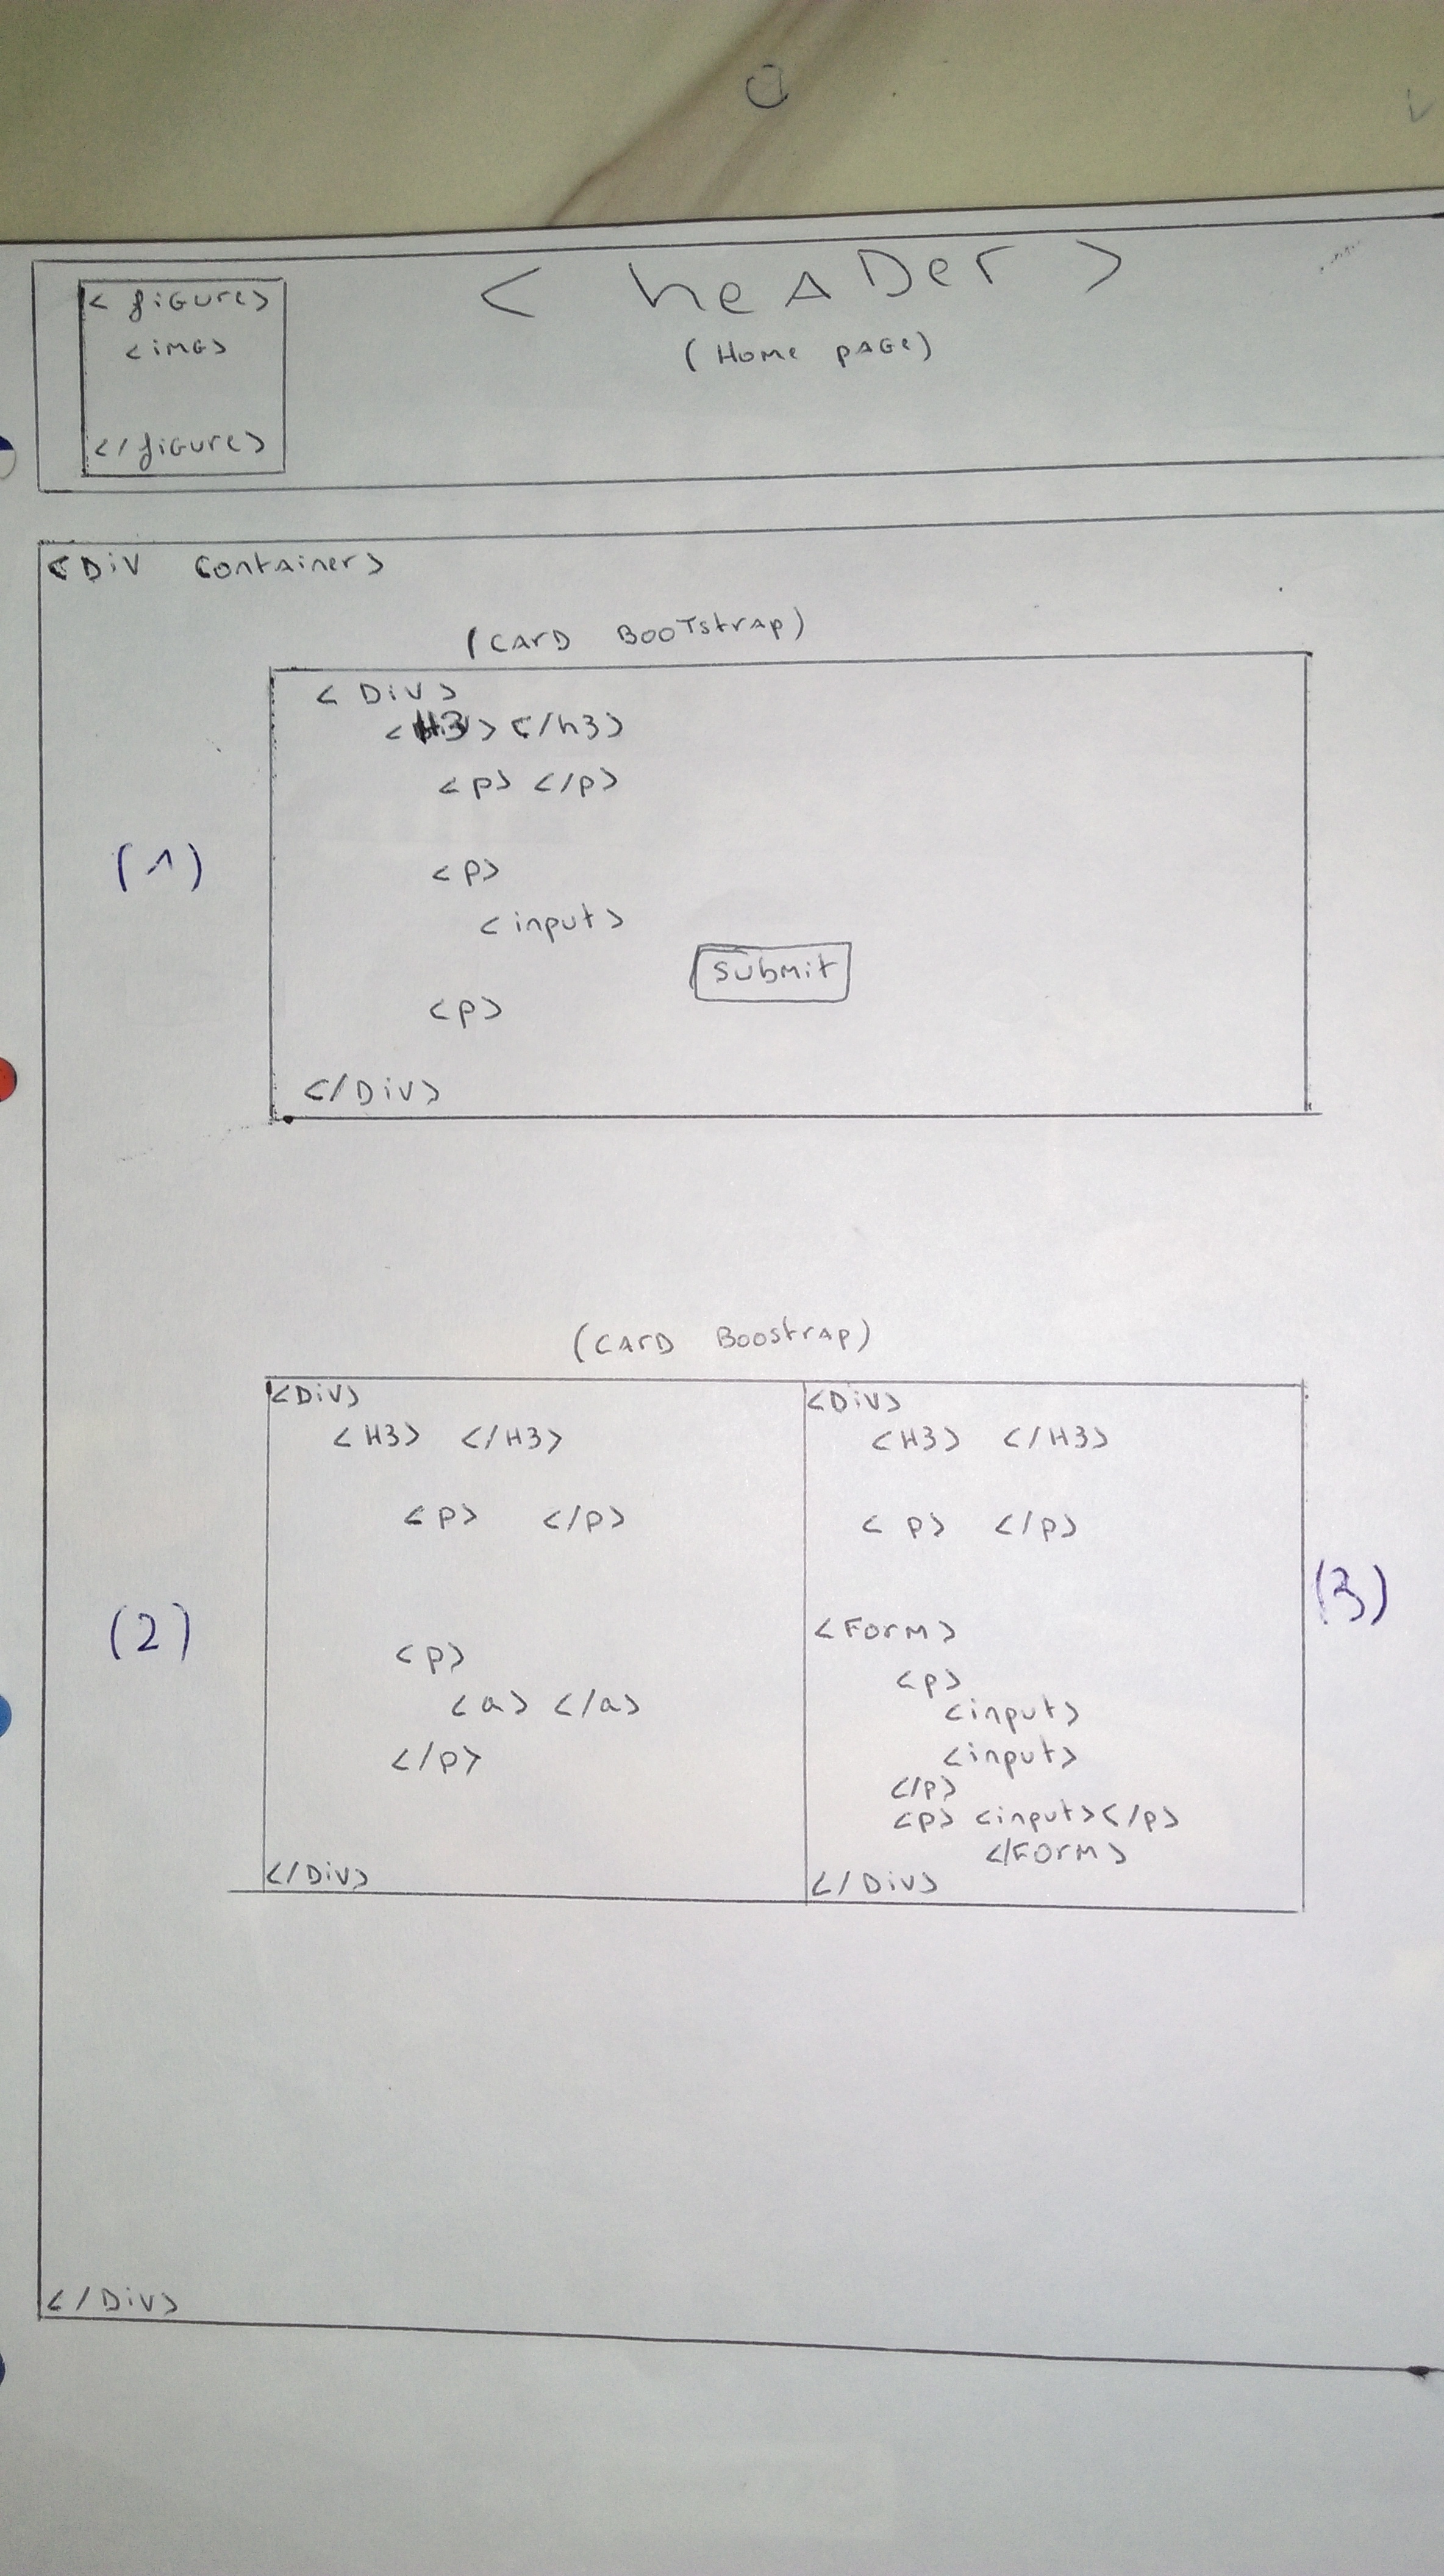 < heADer >
(Home pAGe)
< fiGure>
<iMG>
</fiGure>
<Div Container>
(CArD BooTstrAp)
< Div>
<H3> </h3>
<p> </p>
(1)
<p>
<input>
submit
<p>
</Div>
(CArD BoostrAp)
<Div>
<H3> </H3>
<p> </p>
(2)
<p>
<a> </a>
</p>
</Div>
<Div>
<H3> </H3>
< p> </p>
(3)
<Form>
<p>
<input>
<input>
</p>
<p> <input></p>
</Form>
</Div>
</Div>